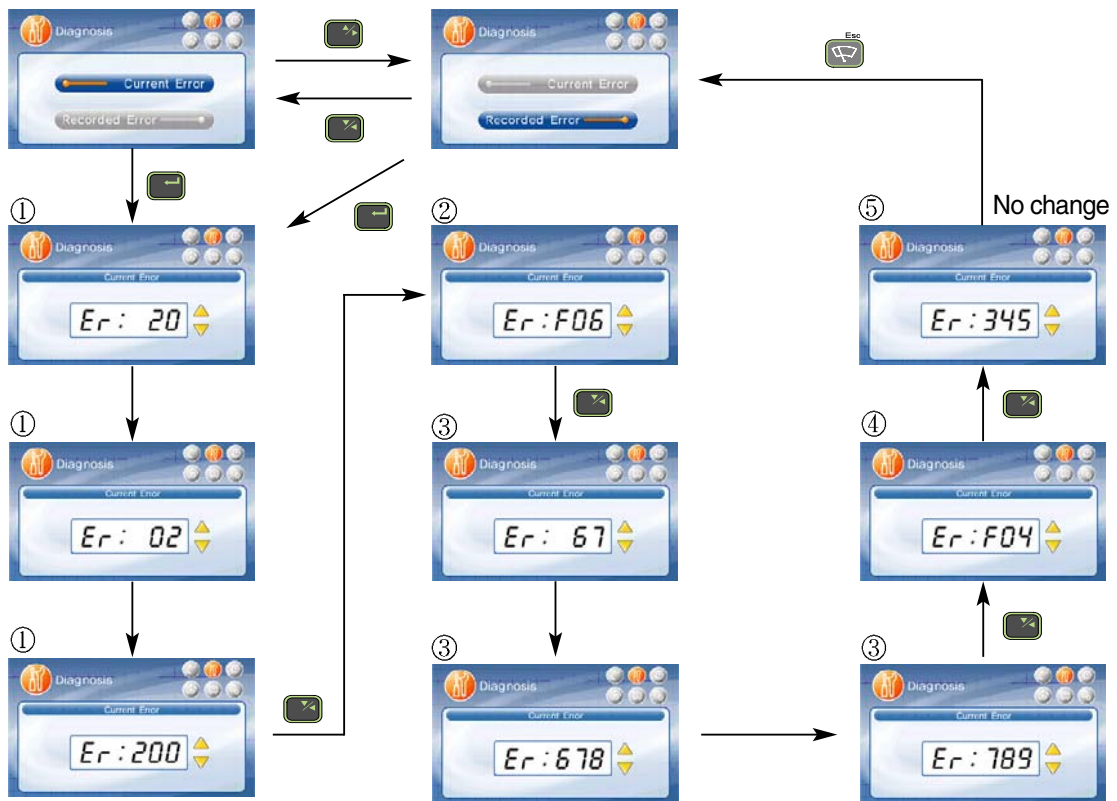 Diagnosis
Current Error
Recorded Error
Diagnosis
Current Error
Recorded Error
Esc
①
Diagnosis
Current Error
Er: 20
②
Diagnosis
Current Error
Er:F06
⑤
No change
Diagnosis
Current Error
Er:345
①
Diagnosis
Current Error
Er: 02
③
Diagnosis
Current Error
Er: 67
④
Diagnosis
Current Error
Er:F04
①
Diagnosis
Current Error
Er:200
③
Diagnosis
Current Error
Er:678
③
Diagnosis
Current Error
Er:789